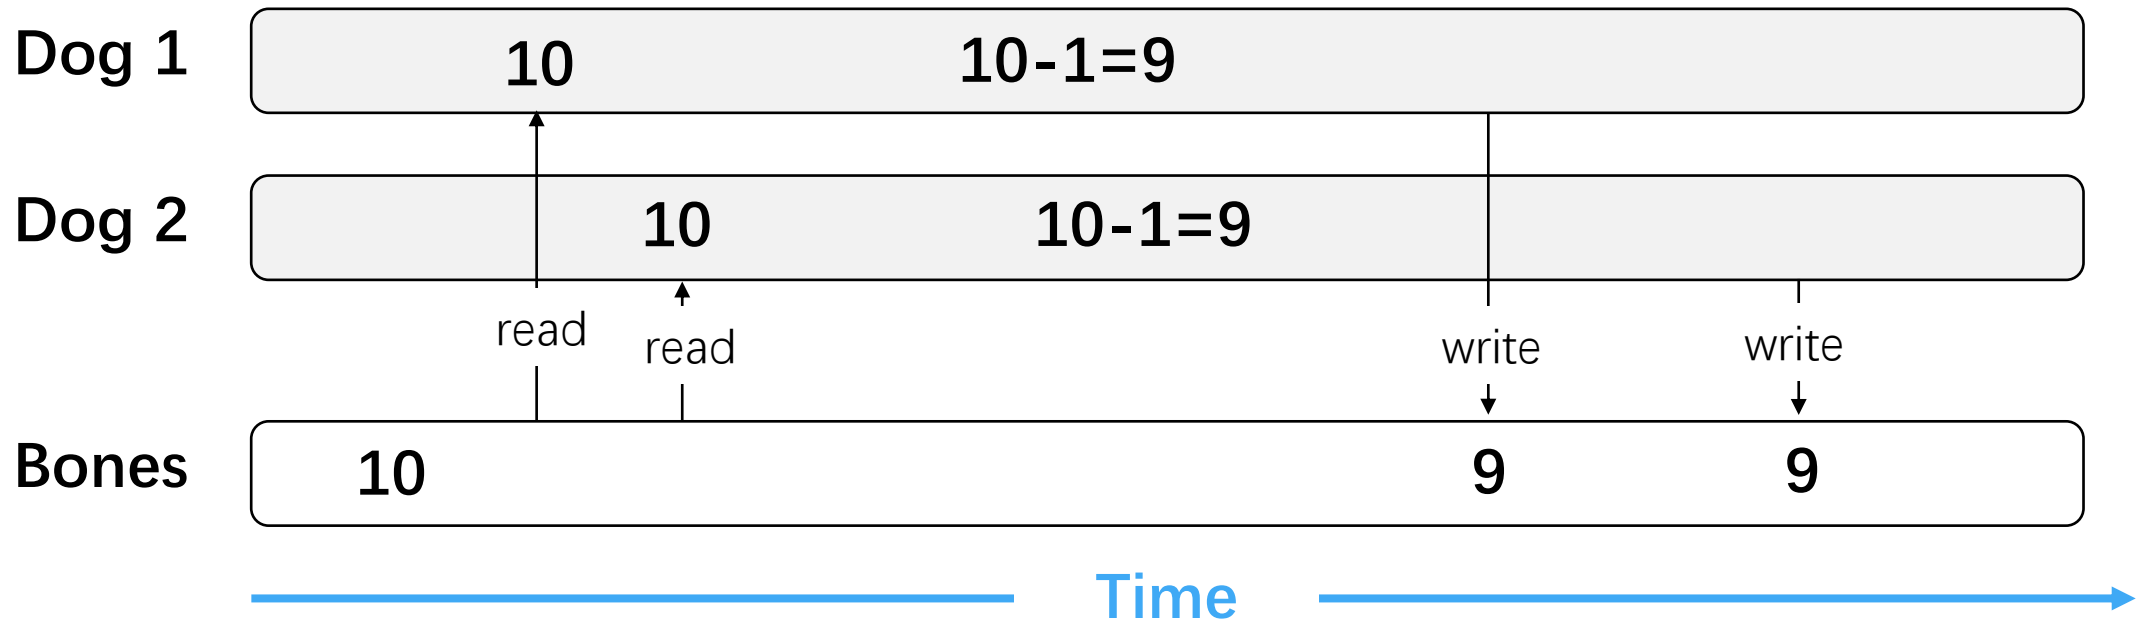 Dog 1 10 10-1=9
Dog 2 10 10-1=9
read read write write
Bones 10 9 9
Time